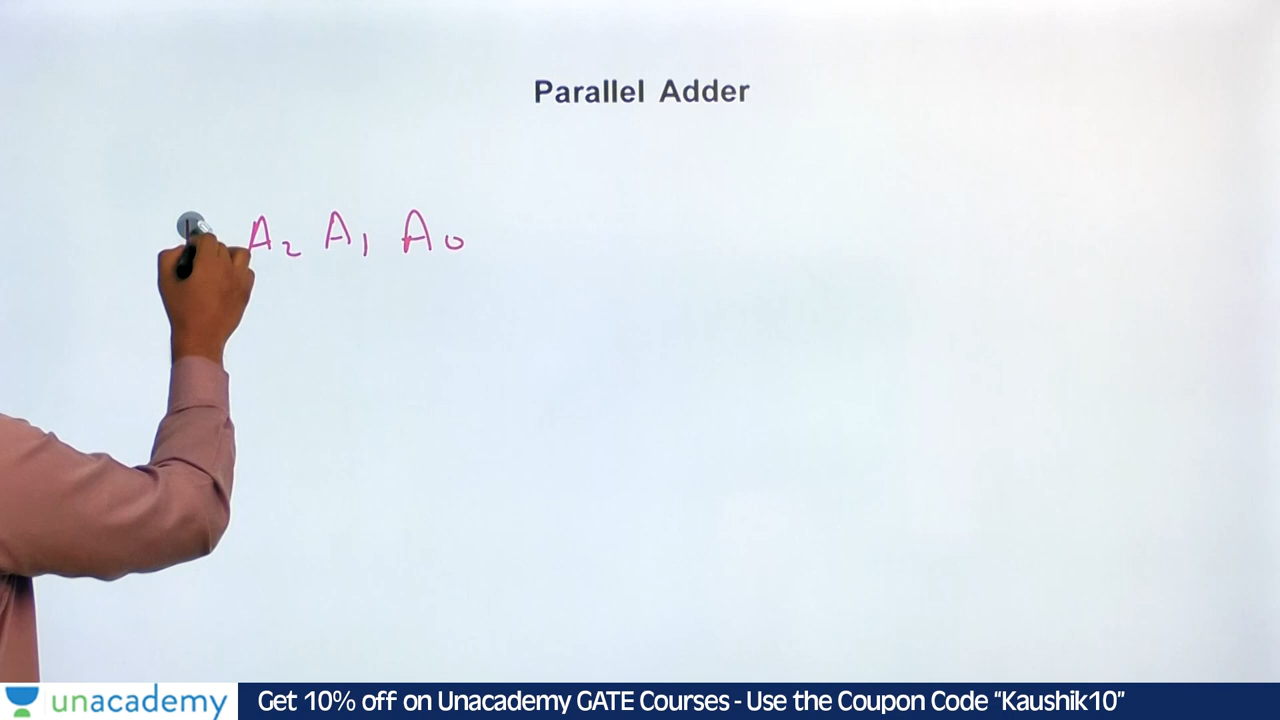 Parallel Adder
A₂ A₁ A₀
unacademy
Get 10% off on Unacademy GATE Courses - Use the Coupon Code "Kaushik10"